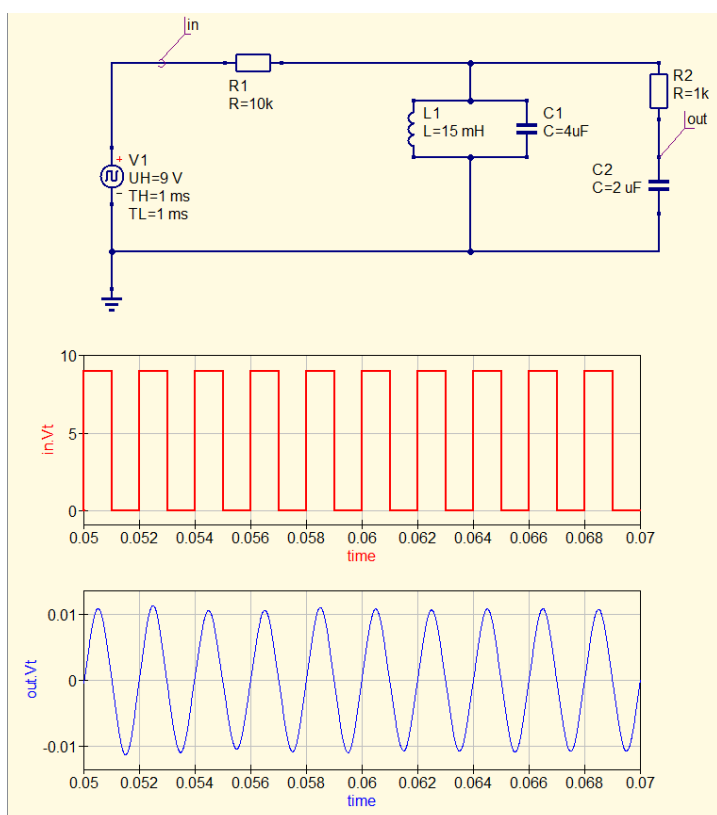 in
R1
R=10k
R2
R=1k
out
L1
L=15 mH
C1
C=4uF
V1
UH=9 V
TH=1 ms
TL=1 ms
C2
C=2 uF
+
−
10
5
0
in.Vt
0.05 0.052 0.054 0.056 0.058 0.06 0.062 0.064 0.066 0.068 0.07
time
0.01
0
-0.01
out.Vt
0.05 0.052 0.054 0.056 0.058 0.06 0.062 0.064 0.066 0.068 0.07
time